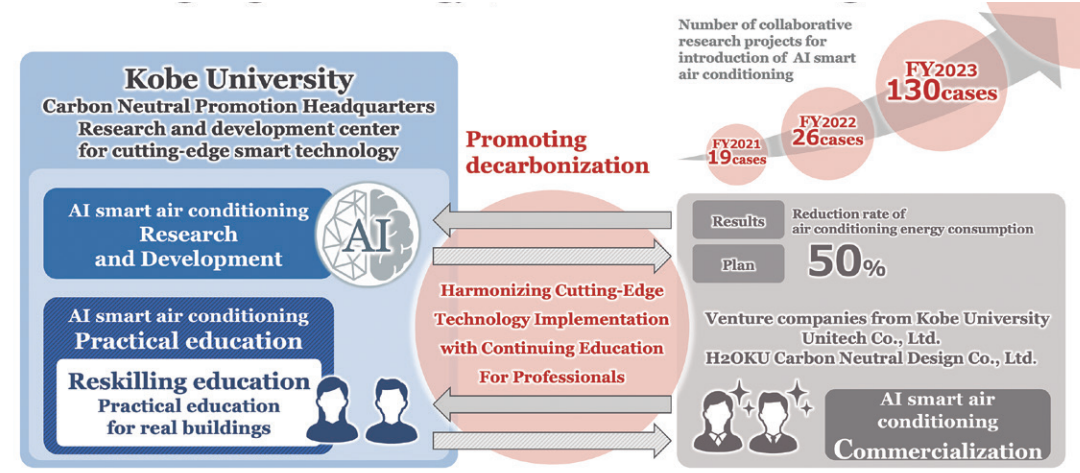 Kobe University
Carbon Neutral Promotion Headquarters
Research and development center
for cutting-edge smart technology
AI smart air conditioning
Research
and Development
AI
AI smart air conditioning
Practical education
Reskilling education
Practical education
for real buildings
Promoting
decarbonization
Harmonizing Cutting-Edge
Technology Implementation
with Continuing Education
For Professionals
Number of collaborative
research projects for
introduction of AI smart
air conditioning
FY2021
19cases
FY2022
26cases
FY2023
130cases
Results
Plan
Reduction rate of
air conditioning energy consumption
50%
Venture companies from Kobe University
Unitech Co., Ltd.
H2OKU Carbon Neutral Design Co., Ltd.
AI smart air
conditioning
Commercialization